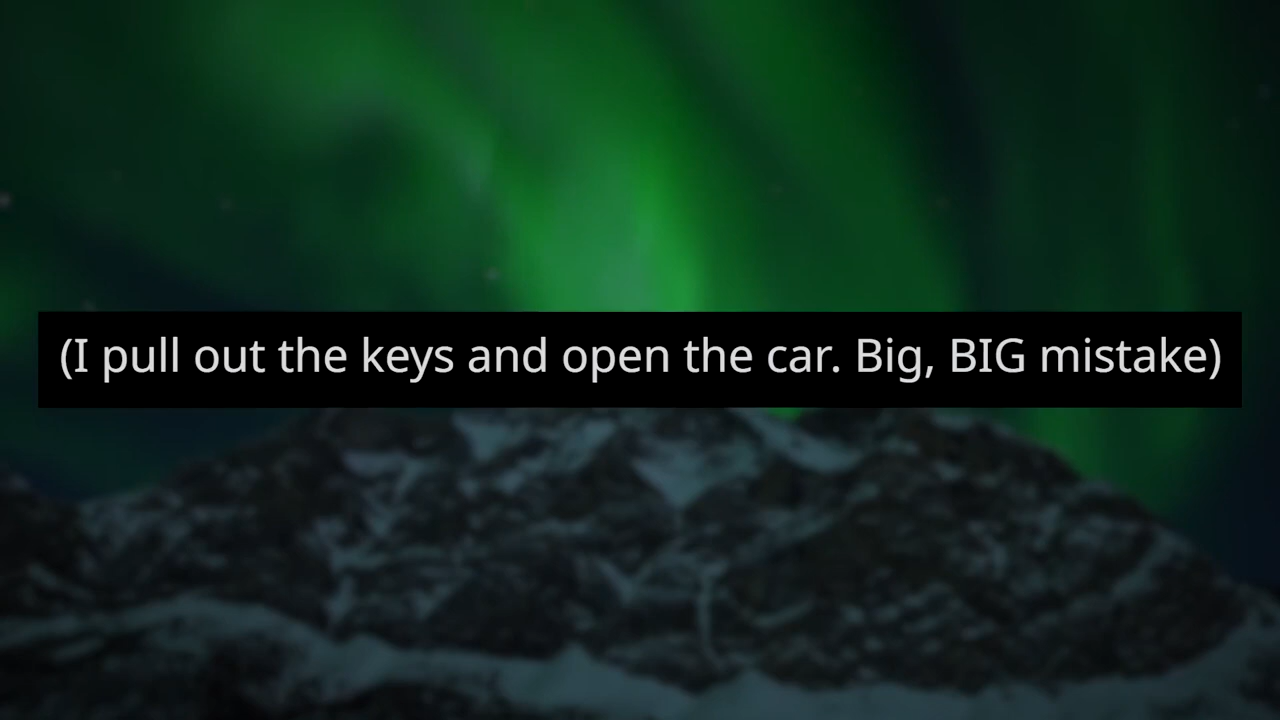 (I pull out the keys and open the car. Big, BIG mistake)